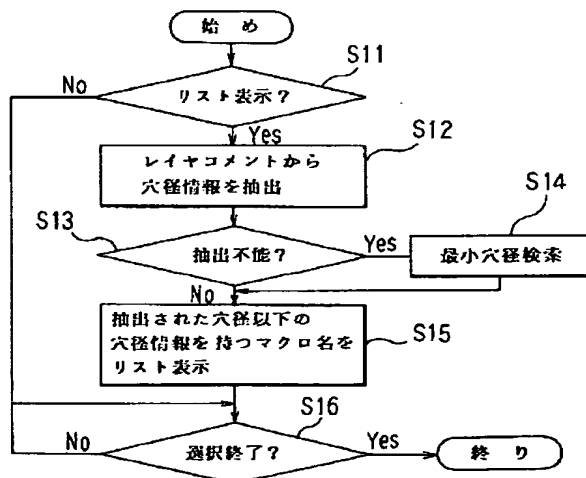 始め
S11
No
リスト表示？
Yes
S12
レイヤコメントから
穴径情報を抽出
S14
S13
抽出不能？
Yes
最小穴径検索
No
抽出された穴径以下の
穴径情報を持つマクロ名を
リスト表示
S15
S16
No
選択終了？
Yes
終り